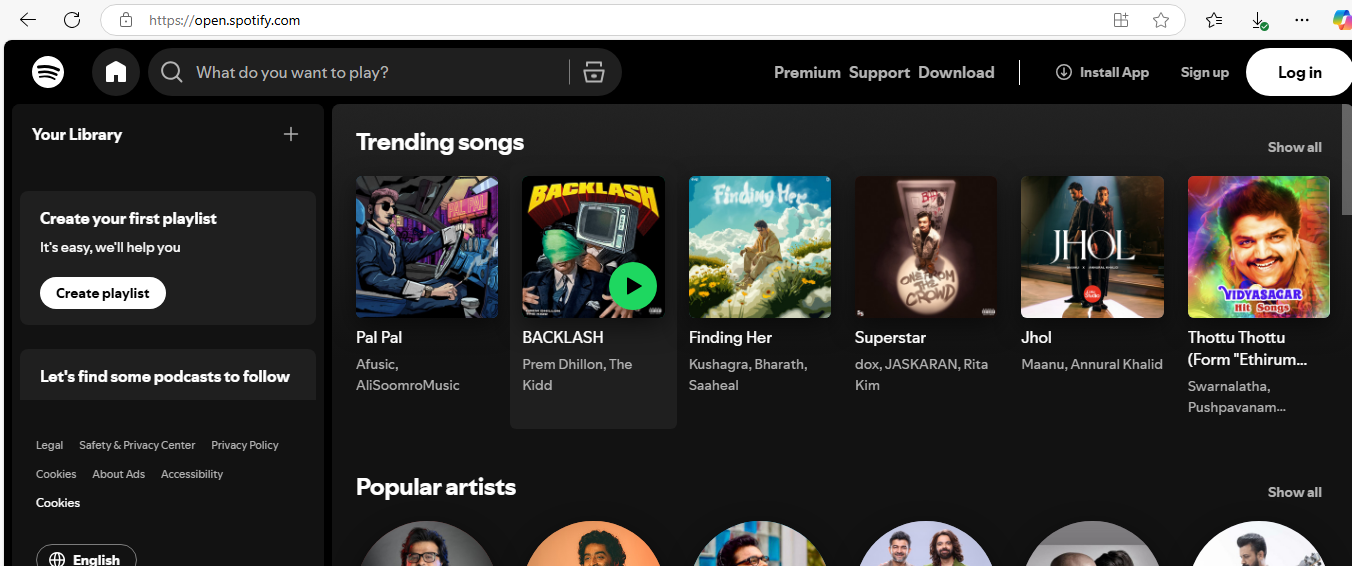 https://open.spotify.com
What do you want to play?
Premium Support Download
Install App
Sign up
Log in
Your Library
Create your first playlist
It's easy, we'll help you
Create playlist
Let's find some podcasts to follow
Legal Safety & Privacy Center Privacy Policy
Cookies About Ads Accessibility
Cookies
English
Trending songs
Show all
PAL PAL
Pal Pal
Afusic,
AliSoomroMusic
BACKLASH
BACKLASH
Prem Dhillon, The
Kidd
Finding Her
Finding Her
Kushagra, Bharath,
Saaheal
ONE FROM
THE
CROWD
Superstar
dox, JASKARAN, Rita
Kim
JHOL
Jhol
Maanu, Annural Khalid
VIDYASAGAR
Hit Songs
Thottu Thottu
(Form "Ethirum...
Swarnalatha,
Pushpavanam...
Popular artists
Show all